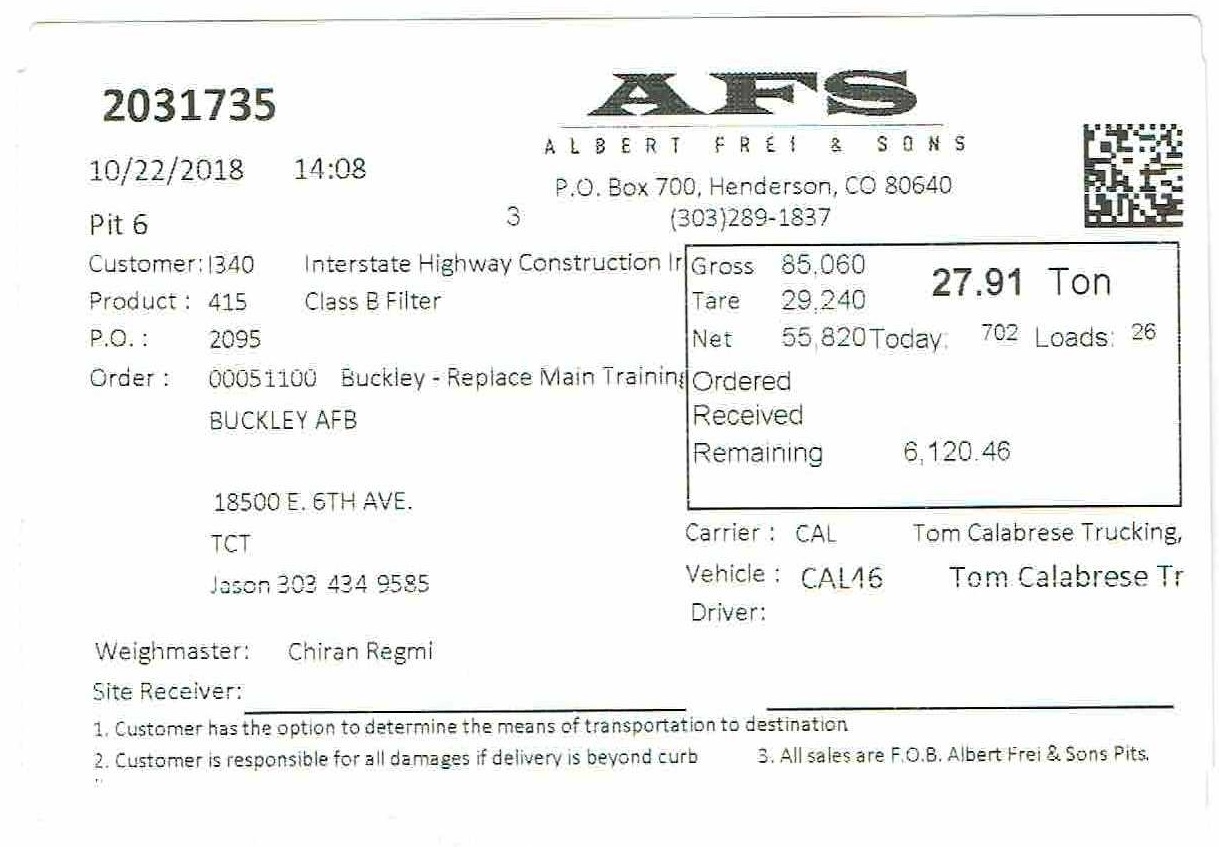 2031735
AFS
ALBERT FREI & SONS
10/22/2018 14:08
P.O. Box 700, Henderson, CO 80640
Pit 6 3 (303)289-1837
Customer: I340 Interstate Highway Construction Ir
Product : 415 Class B Filter
P.O. : 2095
Order : 00051100 Buckley - Replace Main Training
BUCKLEY AFB
18500 E. 6TH AVE.
TCT
Jason 303 434 9585
Gross 85,060 27.91 Ton
Tare 29,240
Net 55,820 Today: 702 Loads: 26
Ordered
Received
Remaining 6,120.46
Carrier : CAL Tom Calabrese Trucking,
Vehicle : CAL46 Tom Calabrese Tr
Driver:
Weighmaster: Chiran Regmi
Site Receiver:
1. Customer has the option to determine the means of transportation to destination
2. Customer is responsible for all damages if delivery is beyond curb 3. All sales are F.O.B. Albert Frei & Sons Pits.